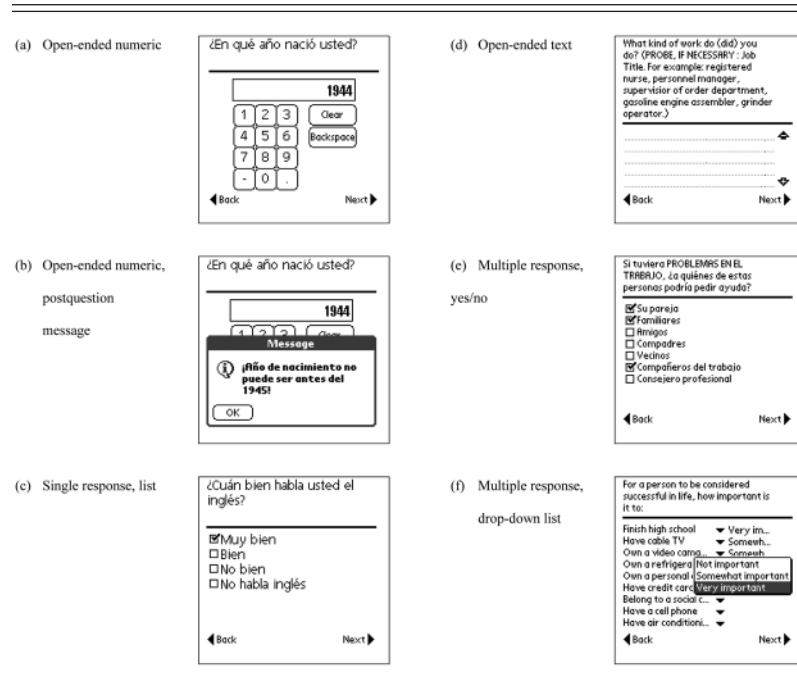 (a) Open-ended numeric
¿En qué año nació usted?
1944
1 2 3 Clear
4 5 6 Backspace
7 8 9
- 0 .
Back Next
(b) Open-ended numeric,
postquestion
message
¿En qué año nació usted?
1944
1 2 3 Clear
Message
¡Año de nacimiento no
puede ser antes del
1945!
OK
(c) Single response, list
¿Cuán bien habla usted el
inglés?
Muy bien
Bien
No bien
No habla inglés
Back Next
(d) Open-ended text
What kind of work do (did) you
do? (PROBE, IF NECESSARY : Job
Title. For example: registered
nurse, personnel manager,
supervisior of order department,
gasoline engine assembler, grinder
operator.)
Back Next
(e) Multiple response,
yes/no
Si tuviera PROBLEMAS EN EL
TRABAJO, ¿a quiénes de estas
personas podría pedir ayuda?
Su pareja
Familiares
Amigos
Compadres
Vecinos
Compañeros del trabajo
Consejero profesional
Back Next
(f) Multiple response,
drop-down list
For a person to be considered
successful in life, how important is
it to:
Finish high school Very im...
Have cable TV Somewh...
Own a video came... Somewh...
Own a refrigera Not important
Own a personal Somewhat important
Have credit card Very important
Belong to a social c...
Have a cell phone
Have air conditioni...
Back Next